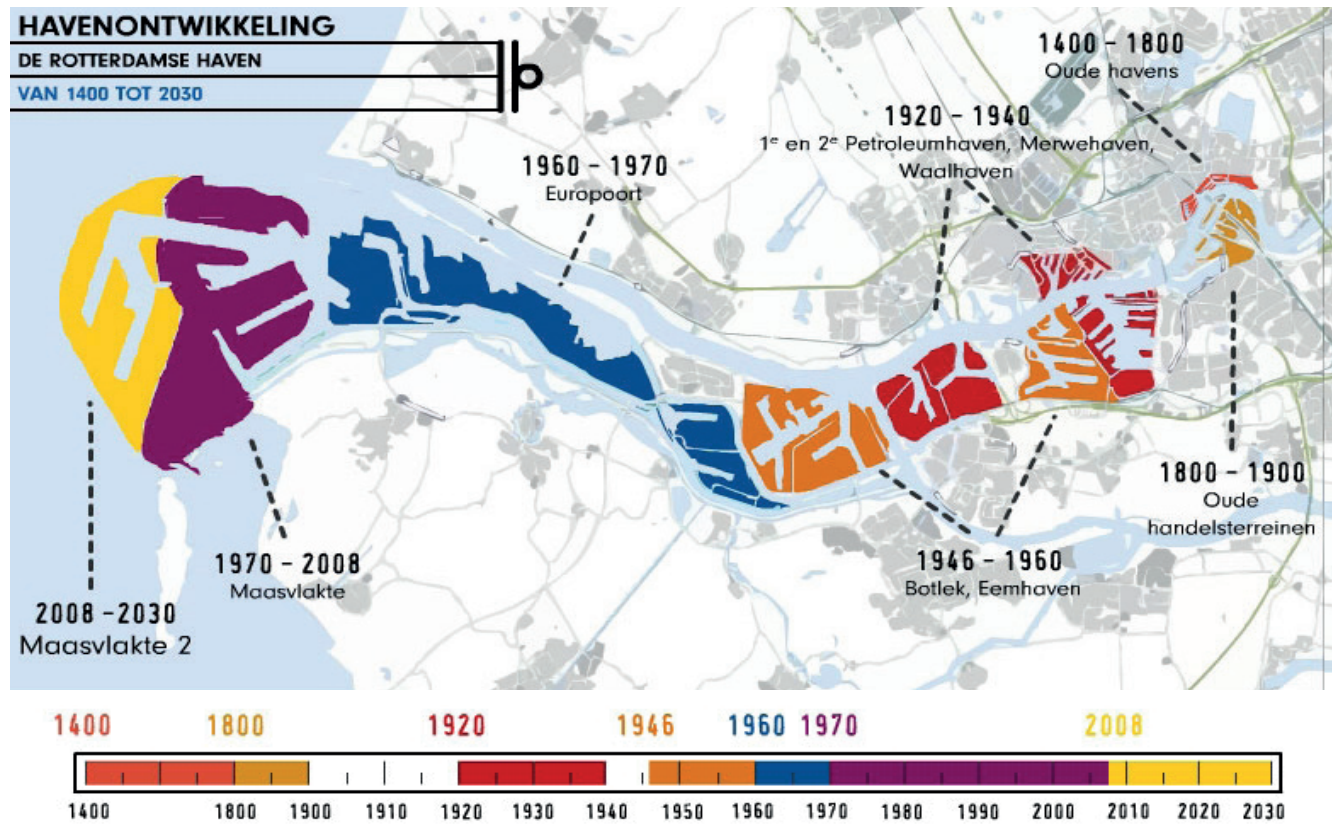 HAVENONTWIKKELING
DE ROTTERDAMSE HAVEN
VAN 1400 TOT 2030
1400 – 1800
Oude havens
1920 – 1940
1e en 2e Petroleumhaven, Merwehaven,
Waalhaven
1960 – 1970
Europoort
1800 – 1900
Oude
handelsterreinen
1946 – 1960
Botlek, Eemhaven
1970 – 2008
Maasvlakte
2008 –2030
Maasvlakte 2
1400 1800 1920 1946 1960 1970 2008
1400 1800 1900 1910 1920 1930 1940 1950 1960 1970 1980 1990 2000 2010 2020 2030